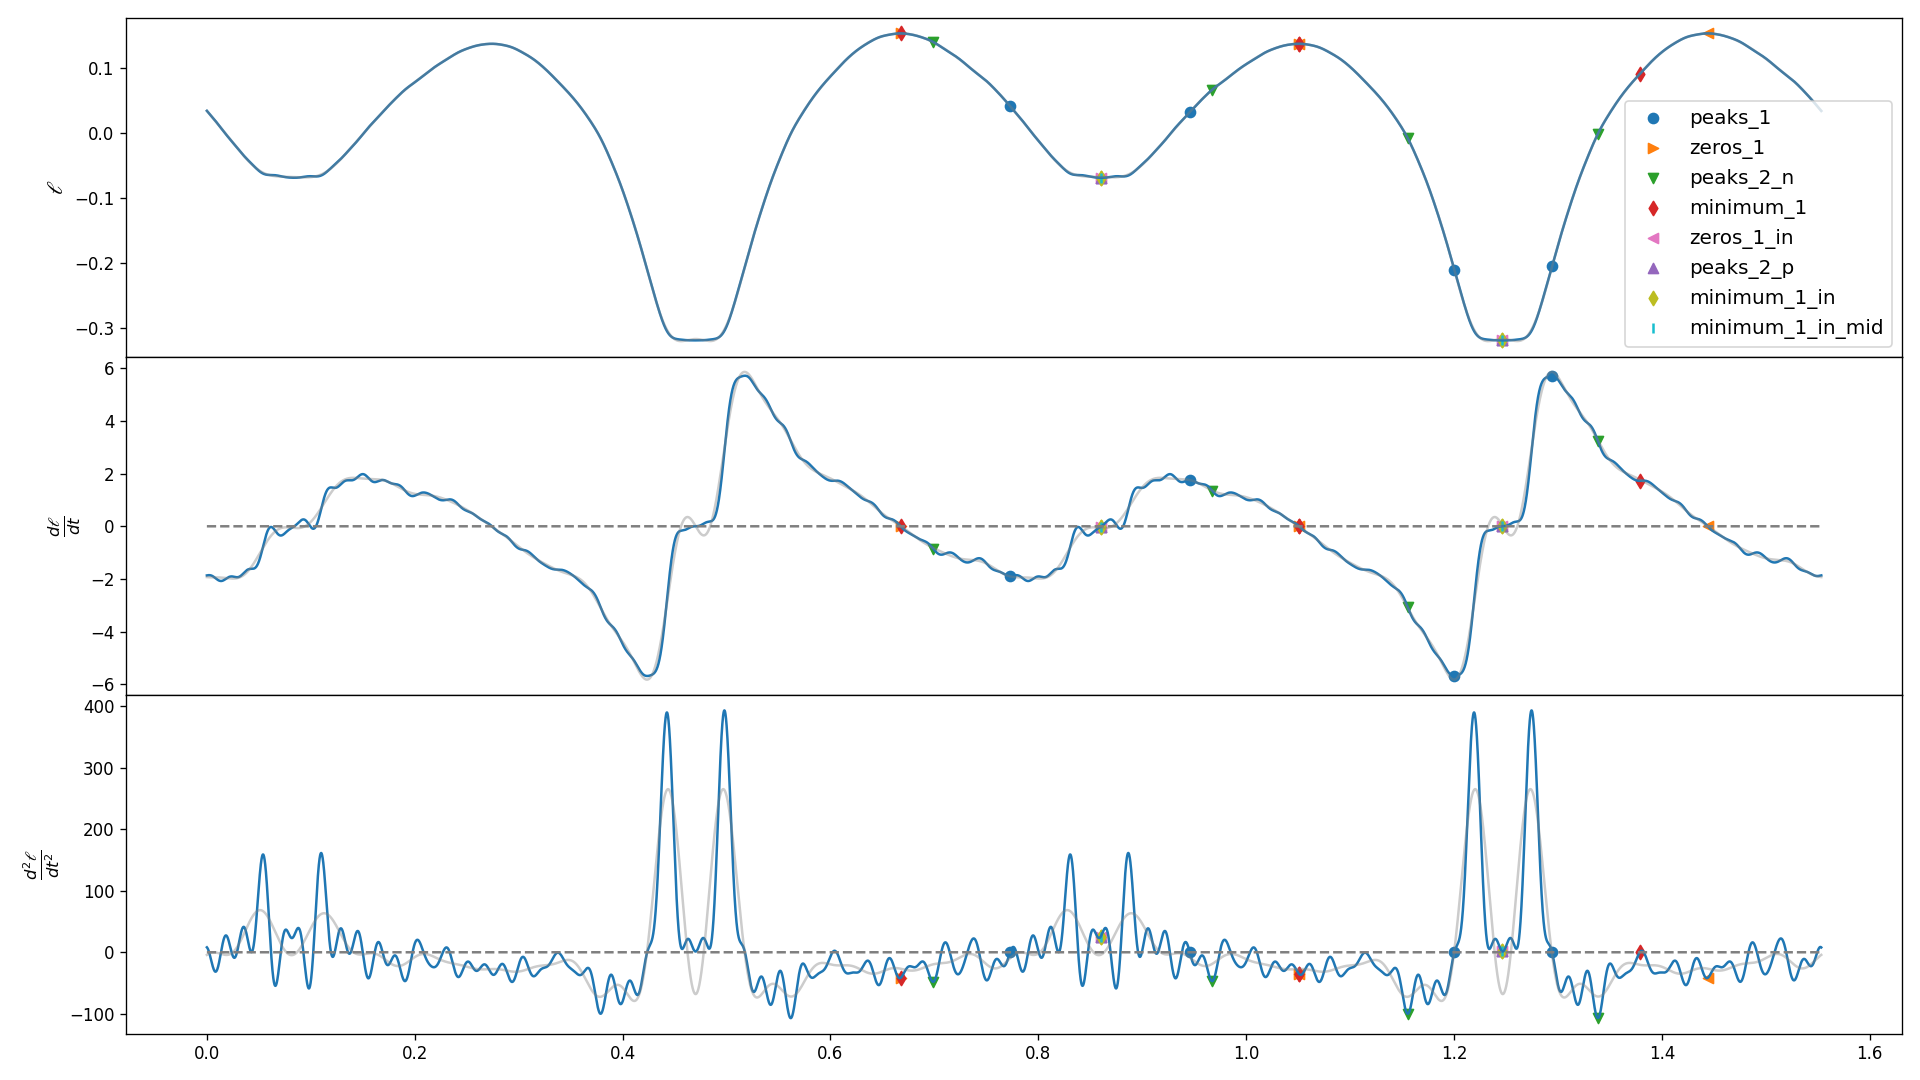 0.1
0.0
−0.1
−0.2
−0.3
ℓ
peaks_1
zeros_1
peaks_2_n
minimum_1
zeros_1_in
peaks_2_p
minimum_1_in
minimum_1_in_mid
6
4
2
0
−2
−4
−6
dℓ
dt
400
300
200
100
0
−100
d²ℓ
dt²
0.0 0.2 0.4 0.6 0.8 1.0 1.2 1.4 1.6